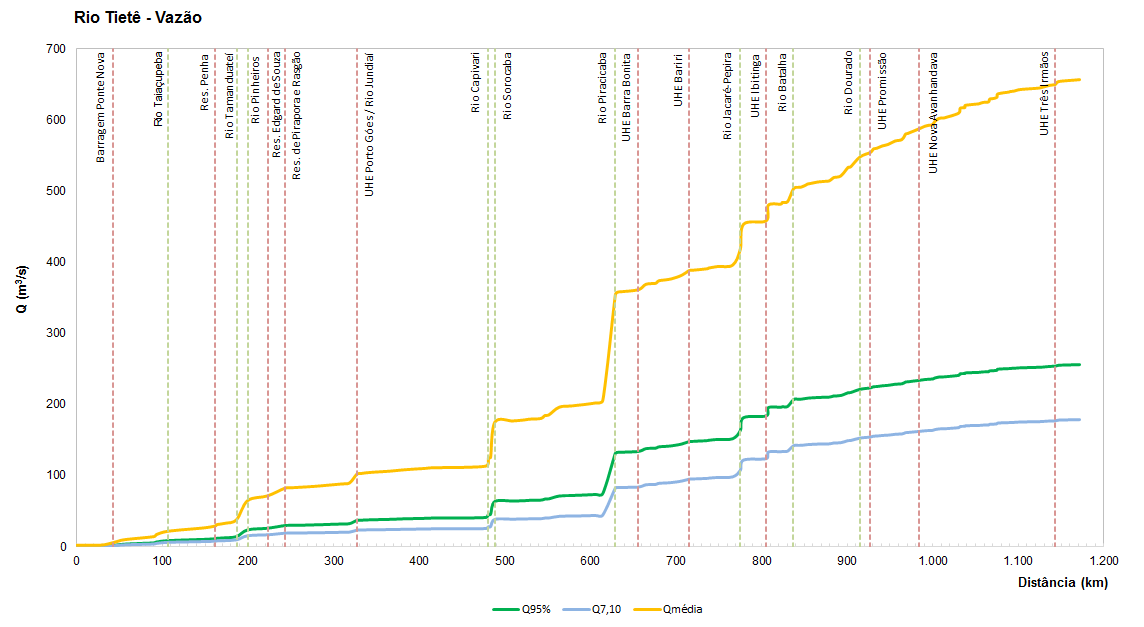 Rio Tietê - Vazão
700
600
500
400
300
200
100
0
Q (m³/s)
Barragem Ponte Nova
Rio Taiaçupeba
Res. Penha
Rio Tamanduateí
Rio Pinheiros
Res. Edgard de Souza
Res. de Pirapora e Rasgão
UHE Porto Góes / Rio Jundiaí
Rio Capivari
Rio Sorocaba
Rio Piracicaba
UHE Barra Bonita
UHE Bariri
Rio Jacaré-Pepira
UHE Ibitinga
Rio Batalha
Rio Dourado
UHE Promissão
UHE Nova Avanhandava
UHE Três Irmãos
0 100 200 300 400 500 600 700 800 900 1.000 1.100 1.200
Distância (km)
Q95% Q7,10 Qmédia